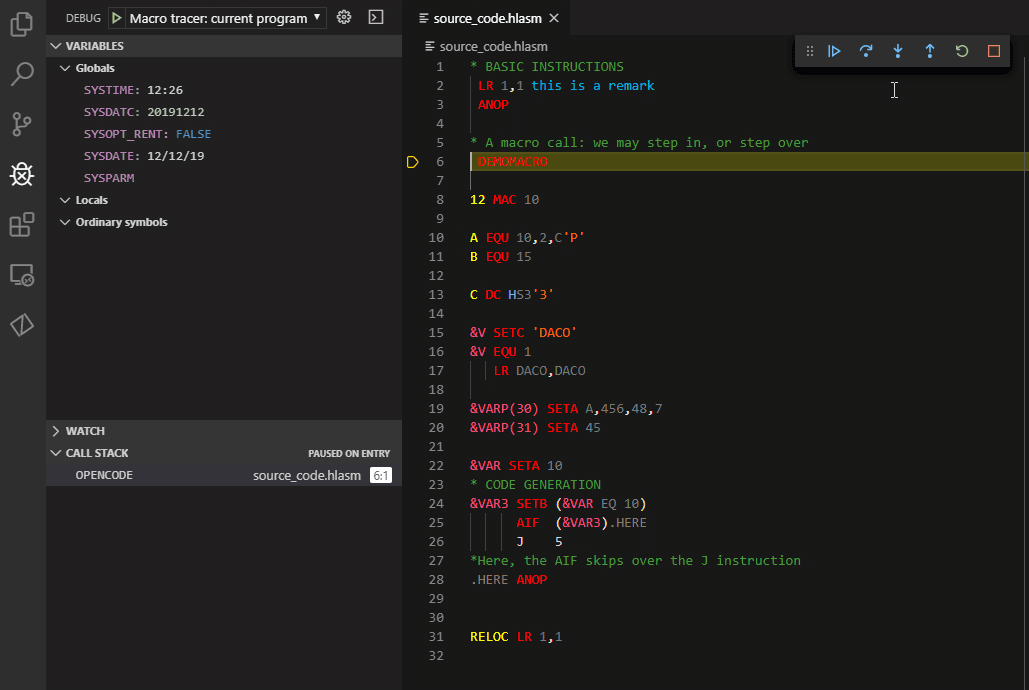 DEBUG Macro tracer: current program
VARIABLES
Globals
SYSTIME: 12:26
SYSDATC: 20191212
SYSOPT_RENT: FALSE
SYSDATE: 12/12/19
SYSPARM
Locals
Ordinary symbols
WATCH
CALL STACK PAUSED ON ENTRY
OPENCODE source_code.hlasm 6:1
source_code.hlasm
source_code.hlasm
1 * BASIC INSTRUCTIONS
2 LR 1,1 this is a remark
3 ANOP
4
5 * A macro call: we may step in, or step over
6 DEMOMACRO
7
8 12 MAC 10
9
10 A EQU 10,2,C'P'
11 B EQU 15
12
13 C DC HS3'3'
14
15 &V SETC 'DACO'
16 &V EQU 1
17 LR DACO,DACO
18
19 &VARP(30) SETA A,456,48,7
20 &VARP(31) SETA 45
21
22 &VAR SETA 10
23 * CODE GENERATION
24 &VAR3 SETB (&VAR EQ 10)
25 AIF (&VAR3).HERE
26 J 5
27 *Here, the AIF skips over the J instruction
28 .HERE ANOP
29
30
31 RELOC LR 1,1
32